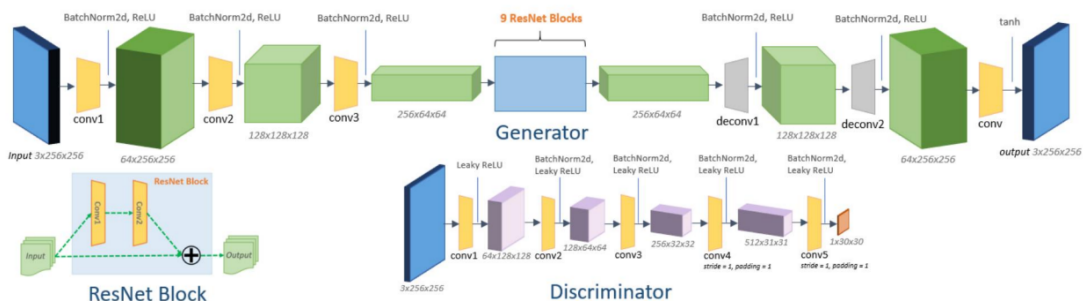 BatchNorm2d, ReLU
BatchNorm2d, ReLU
BatchNorm2d, ReLU
9 ResNet Blocks
BatchNorm2d, ReLU
BatchNorm2d, ReLU
tanh
conv1
conv2
conv3
deconv1
deconv2
conv
Input 3x256x256
64x256x256
128x128x128
256x64x64
Generator
256x64x64
128x128x128
64x256x256
output 3x256x256
ResNet Block
Conv1
Conv2
Input
Output
ResNet Block
Leaky ReLU
BatchNorm2d,
Leaky ReLU
BatchNorm2d,
Leaky ReLU
BatchNorm2d,
Leaky ReLU
BatchNorm2d,
Leaky ReLU
3x256x256
conv1
64x128x128
conv2
128x64x64
conv3
256x32x32
conv4
stride = 1, padding = 1
512x31x31
conv5
stride = 1, padding = 1
1x30x30
Discriminator